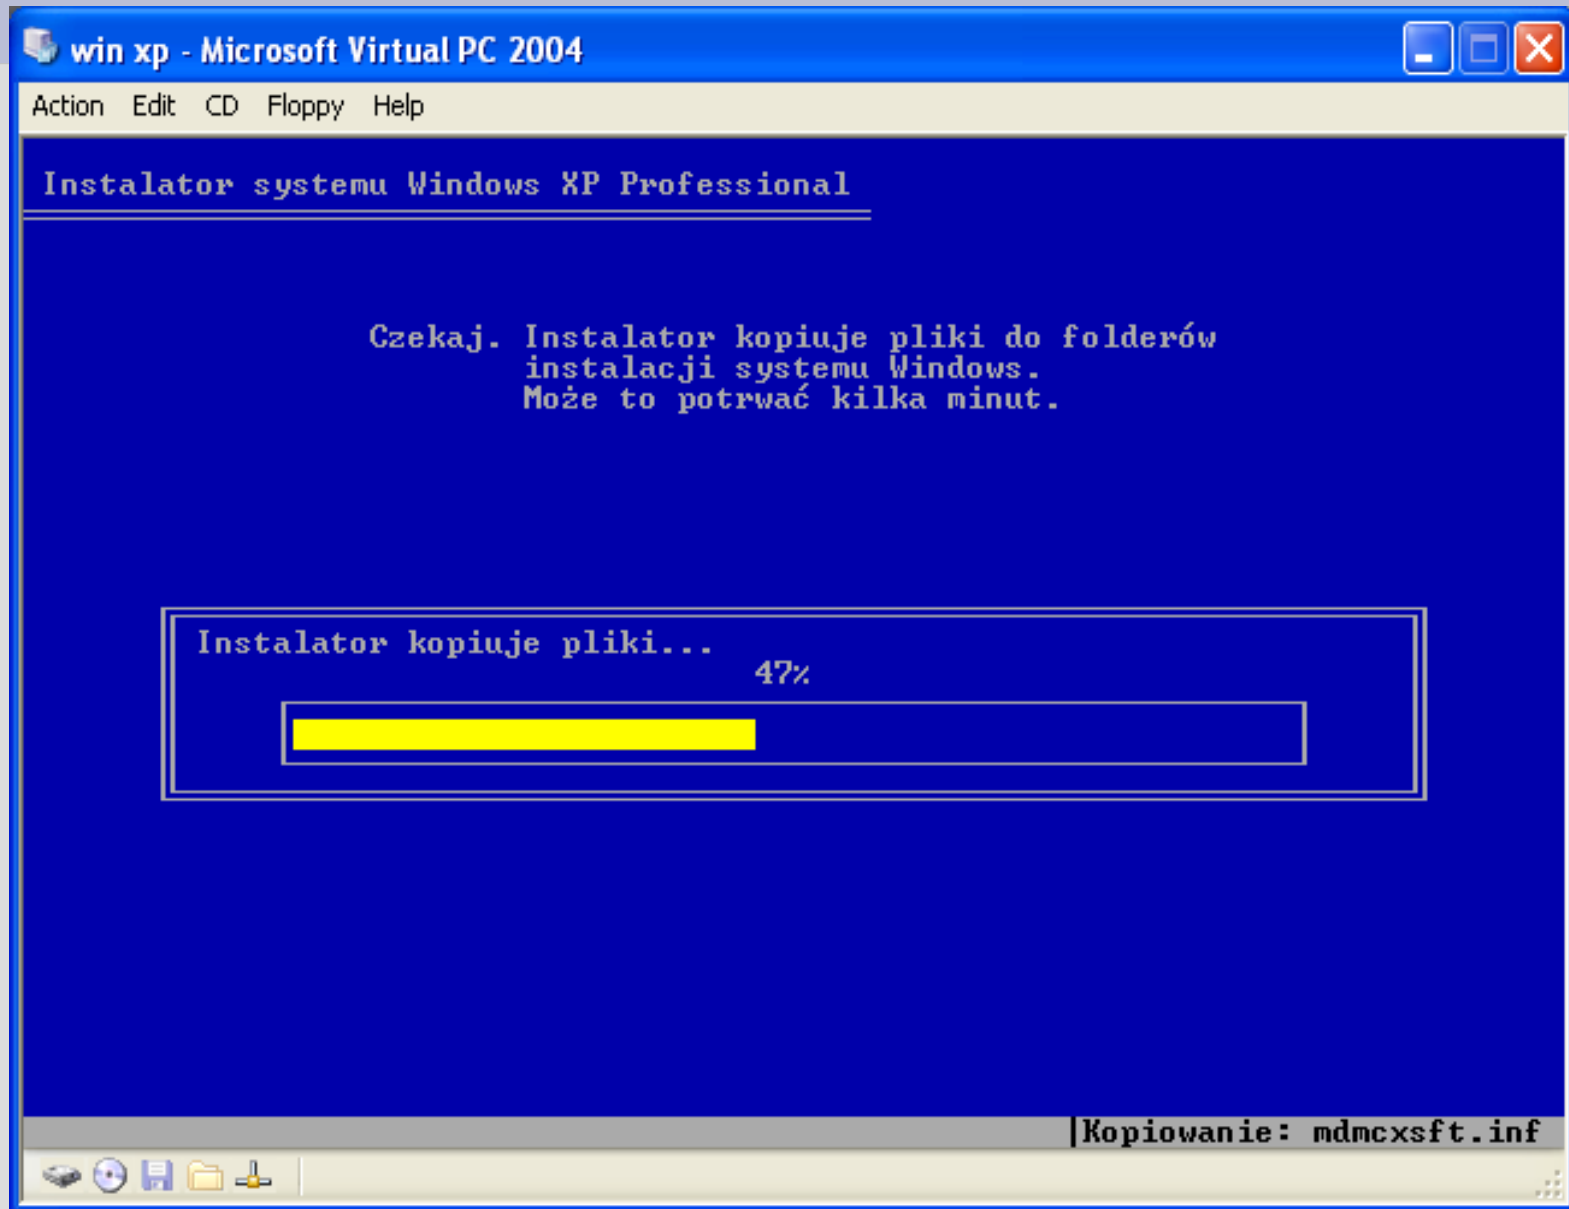 win xp - Microsoft Virtual PC 2004
Action Edit CD Floppy Help
Instalator systemu Windows XP Professional
Czekaj. Instalator kopiuje pliki do folderów
instalacji systemu Windows.
Może to potrwać kilka minut.
Instalator kopiuje pliki...
47%
|Kopiowanie: mdmcxsft.inf